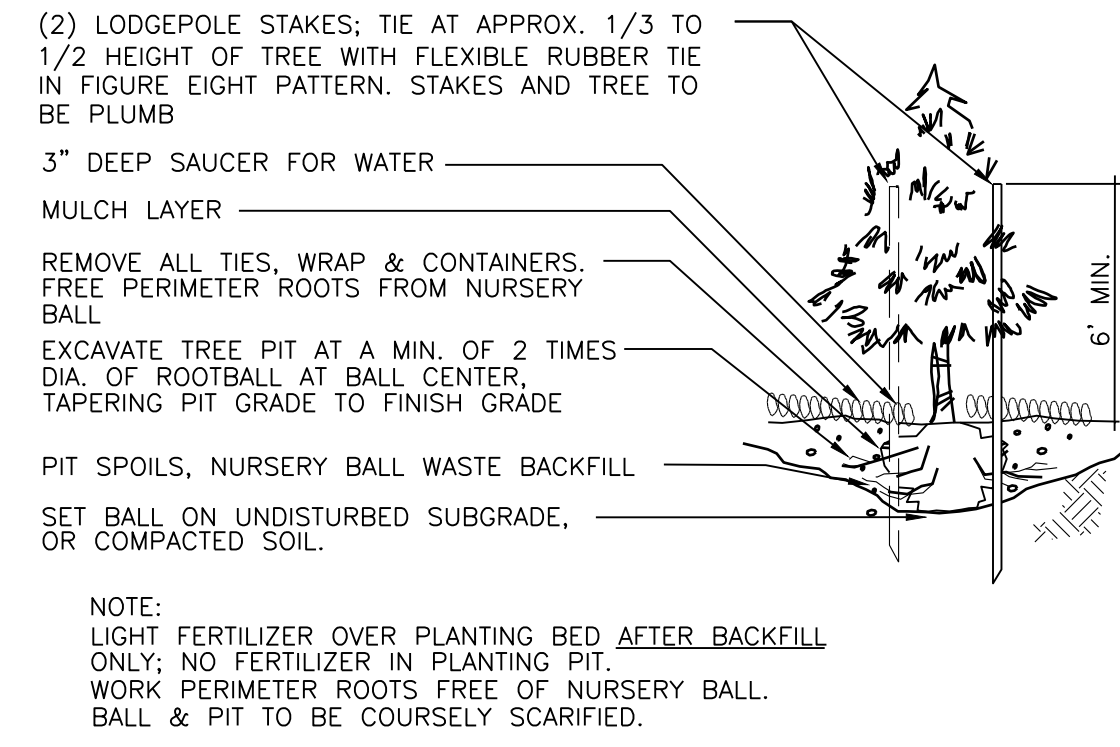 (2) LODGEPOLE STAKES; TIE AT APPROX. 1/3 TO
1/2 HEIGHT OF TREE WITH FLEXIBLE RUBBER TIE
IN FIGURE EIGHT PATTERN. STAKES AND TREE TO
BE PLUMB
3" DEEP SAUCER FOR WATER
MULCH LAYER
REMOVE ALL TIES, WRAP & CONTAINERS.
FREE PERIMETER ROOTS FROM NURSERY
BALL
EXCAVATE TREE PIT AT A MIN. OF 2 TIMES
DIA. OF ROOTBALL AT BALL CENTER,
TAPERING PIT GRADE TO FINISH GRADE
PIT SPOILS, NURSERY BALL WASTE BACKFILL
SET BALL ON UNDISTURBED SUBGRADE,
OR COMPACTED SOIL.
6' MIN.
NOTE:
LIGHT FERTILIZER OVER PLANTING BED AFTER BACKFILL
ONLY; NO FERTILIZER IN PLANTING PIT.
WORK PERIMETER ROOTS FREE OF NURSERY BALL.
BALL & PIT TO BE COURSELY SCARIFIED.